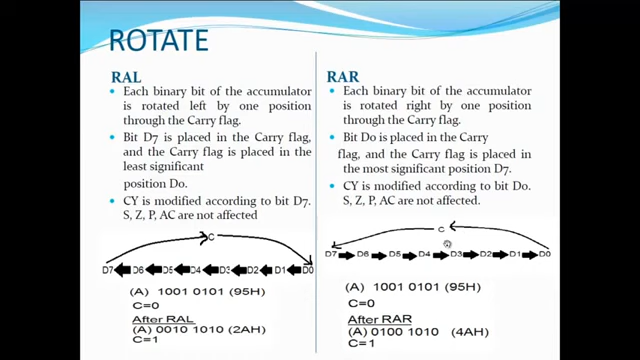 ROTATE
RAL
Each binary bit of the accumulator
is rotated left by one position
through the Carry flag.
Bit D7 is placed in the Carry flag,
and the Carry flag is placed in the
least significant
position Do.
CY is modified according to bit D7.
S, Z, P, AC are not affected
C
D7 D6 D5 D4 D3 D2 D1 D0
(A) 1001 0101 (95H)
C=0
After RAL
(A) 0010 1010 (2AH)
C=1
RAR
Each binary bit of the accumulator
is rotated right by one position
through the Carry flag.
Bit Do is placed in the Carry
flag, and the Carry flag is placed in
the most significant position D7.
CY is modified according to bit Do.
S, Z, P, AC are not affected.
C
D7 D6 D5 D4 D3 D2 D1 D0
(A) 1001 0101 (95H)
C=0
After RAR
(A) 0100 1010 (4AH)
C=1